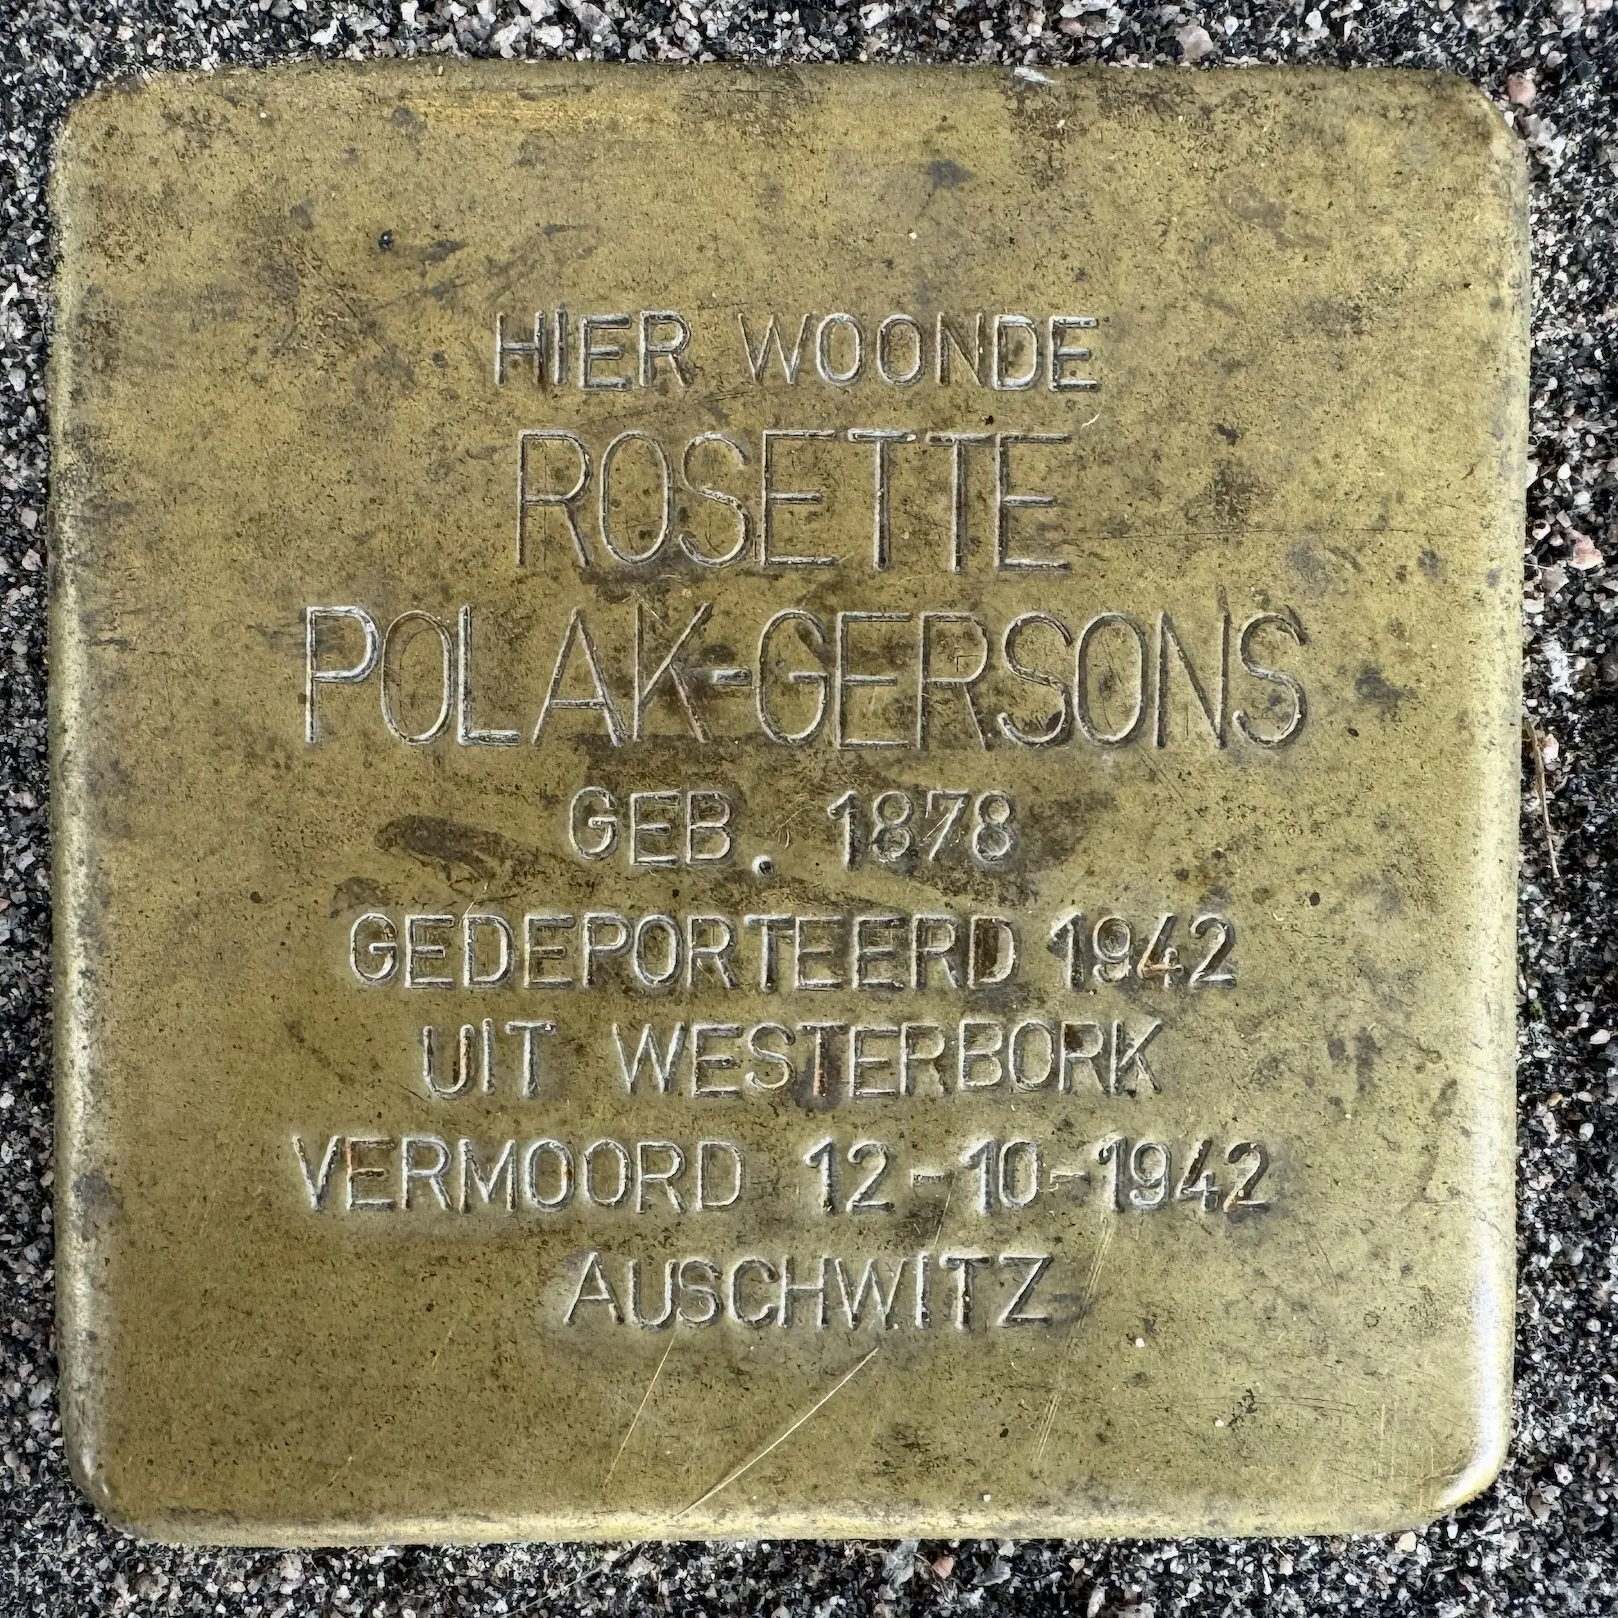 HIER WOONDE
ROSETTE
POLAK-GERSONS
GEB. 1878
GEDEPORTEERD 1942
UIT WESTERBORK
VERMOORD 12-10-1942
AUSCHWITZ